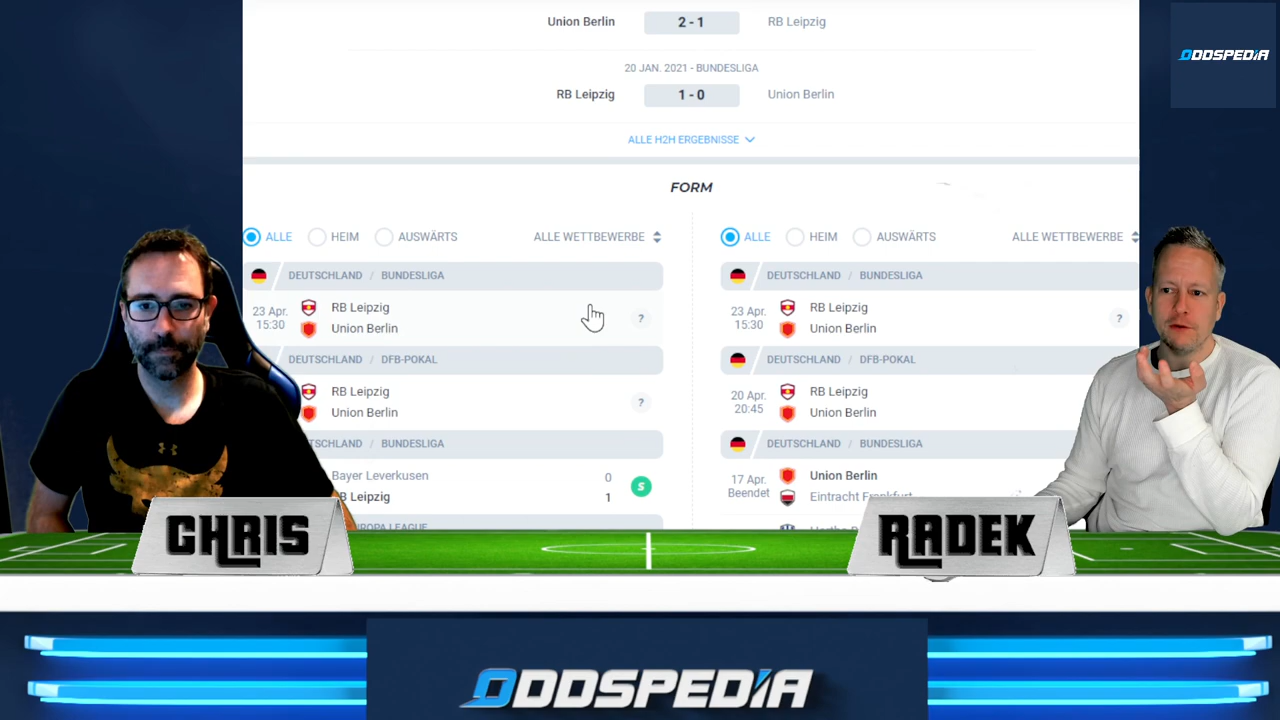 Union Berlin 2 - 1 RB Leipzig
ODDSPEDIA
20 JAN. 2021 - BUNDESLIGA
RB Leipzig 1 - 0 Union Berlin
ALLE H2H ERGEBNISSE
FORM
ALLE HEIM AUSWÄRTS ALLE WETTBEWERBE
DEUTSCHLAND / BUNDESLIGA
23 Apr. 15:30
RB Leipzig
Union Berlin
?
DEUTSCHLAND / DFB-POKAL
RB Leipzig
Union Berlin
?
BUNDESLIGA
Bayer Leverkusen 0
Leipzig 1
S
LEAGUE
ALLE HEIM AUSWÄRTS ALLE WETTBEWERBE
DEUTSCHLAND / BUNDESLIGA
23 Apr. 15:30
RB Leipzig
Union Berlin
?
DEUTSCHLAND / DFB-POKAL
20 Apr. 20:45
RB Leipzig
Union Berlin
DEUTSCHLAND / BUNDESLIGA
17 Apr. Beendet
Union Berlin
Eintracht Frankfurt
CHRIS
RADEK
ODDSPEDIA